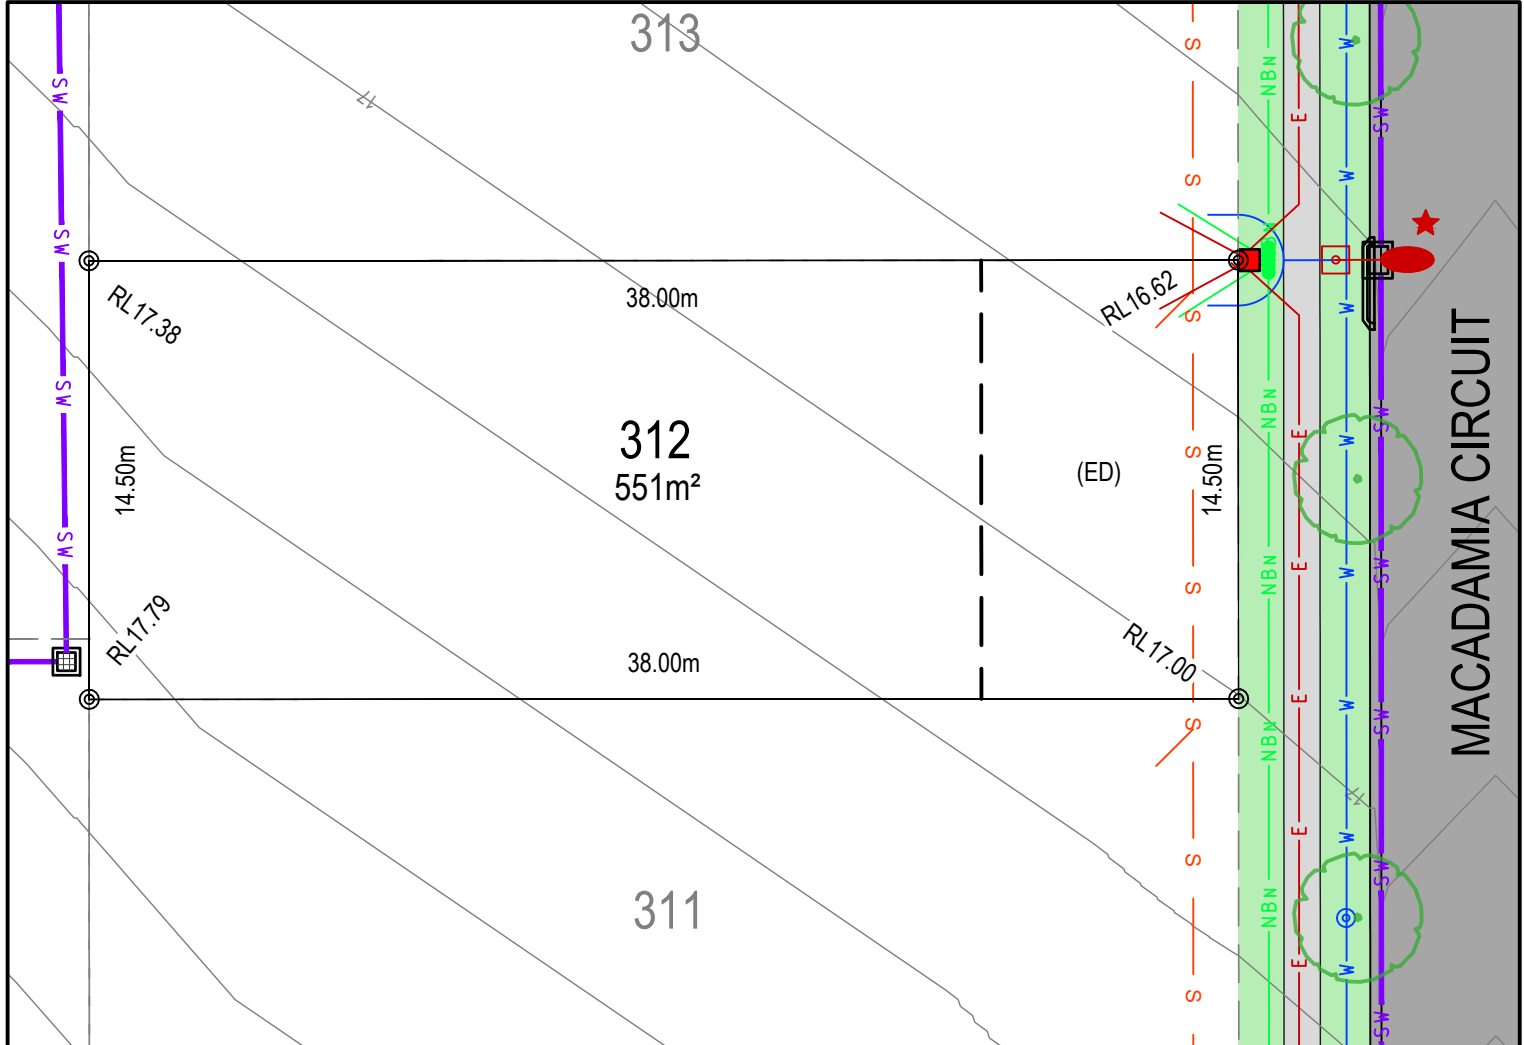 313
17
38.00m
RL17.38
RL16.62
312
551m²
(ED)
14.50m
14.50m
RL17.79
RL17.00
38.00m
311
17
MACADAMIA CIRCUIT
SW
SW
SW
SW
S
S
S
S
S
S
S
S
NBN
NBN
NBN
NBN
NBN
E
E
E
E
E
E
W
W
W
W
W
W
W
W
SW
SW
SW
SW
SW
SW